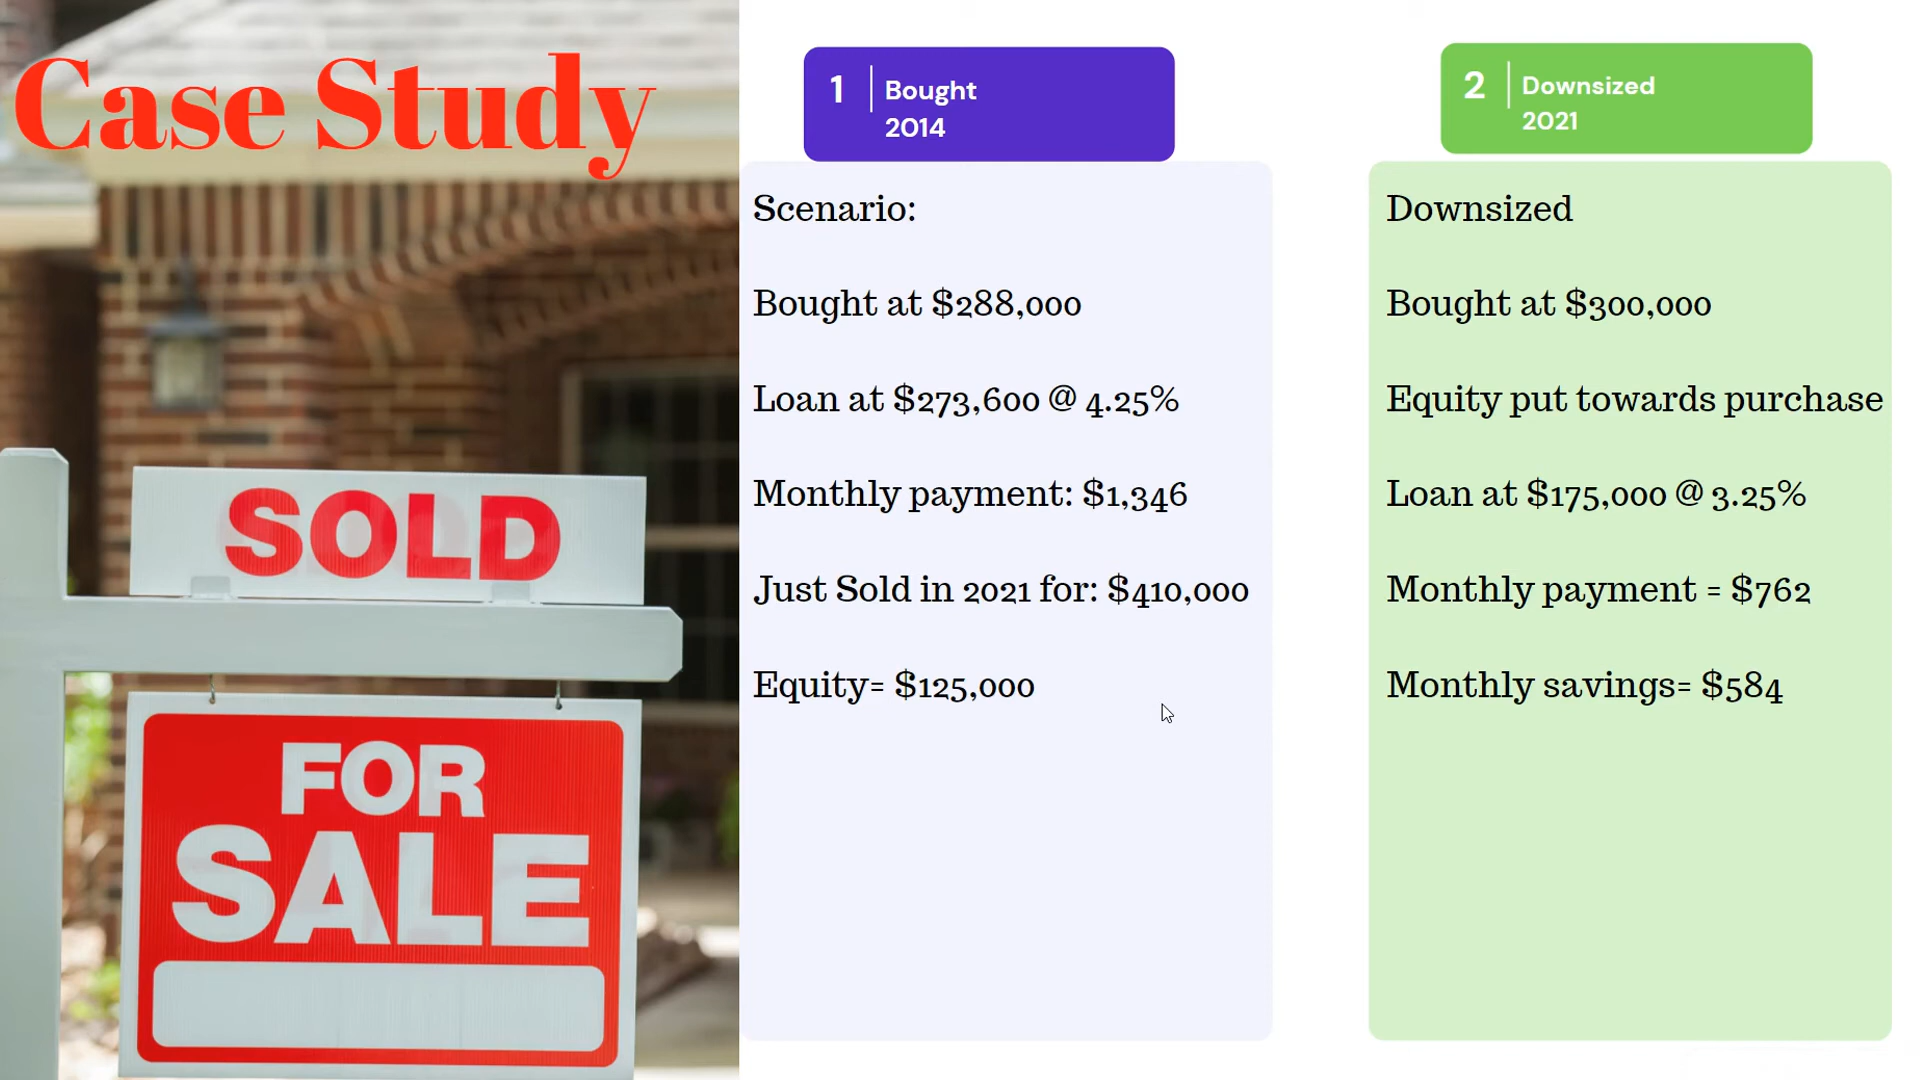 Case Study
SOLD
FOR
SALE
1
Bought
2014
Scenario:
Bought at $288,000
Loan at $273,600 @ 4.25%
Monthly payment: $1,346
Just Sold in 2021 for: $410,000
Equity= $125,000
2
Downsized
2021
Downsized
Bought at $300,000
Equity put towards purchase
Loan at $175,000 @ 3.25%
Monthly payment = $762
Monthly savings= $584